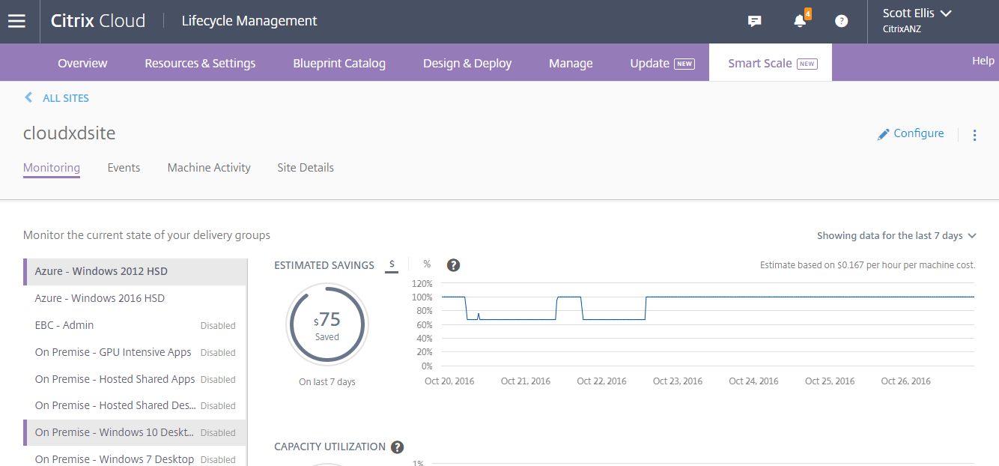 Citrix Cloud Lifecycle Management 4 ? Scott Ellis
CitrixANZ
Overview Resources & Settings Blueprint Catalog Design & Deploy Manage Update NEW Smart Scale NEW Help
ALL SITES
cloudxdsite
Configure
Monitoring Events Machine Activity Site Details
Monitor the current state of your delivery groups
Showing data for the last 7 days
Azure - Windows 2012 HSD
Azure - Windows 2016 HSD
EBC - Admin Disabled
On Premise - GPU Intensive Apps Disabled
On Premise - Hosted Shared Apps Disabled
On Premise - Hosted Shared Des... Disabled
On Premise - Windows 10 Deskt... Disabled
On Premise - Windows 7 Desktop Disabled
ESTIMATED SAVINGS $ % ?
Estimate based on $0.167 per hour per machine cost.
$75
Saved
On last 7 days
120%
100%
80%
60%
40%
20%
0%
Oct 20, 2016 Oct 21, 2016 Oct 22, 2016 Oct 23, 2016 Oct 24, 2016 Oct 25, 2016 Oct 26, 2016
CAPACITY UTILIZATION ?
1%